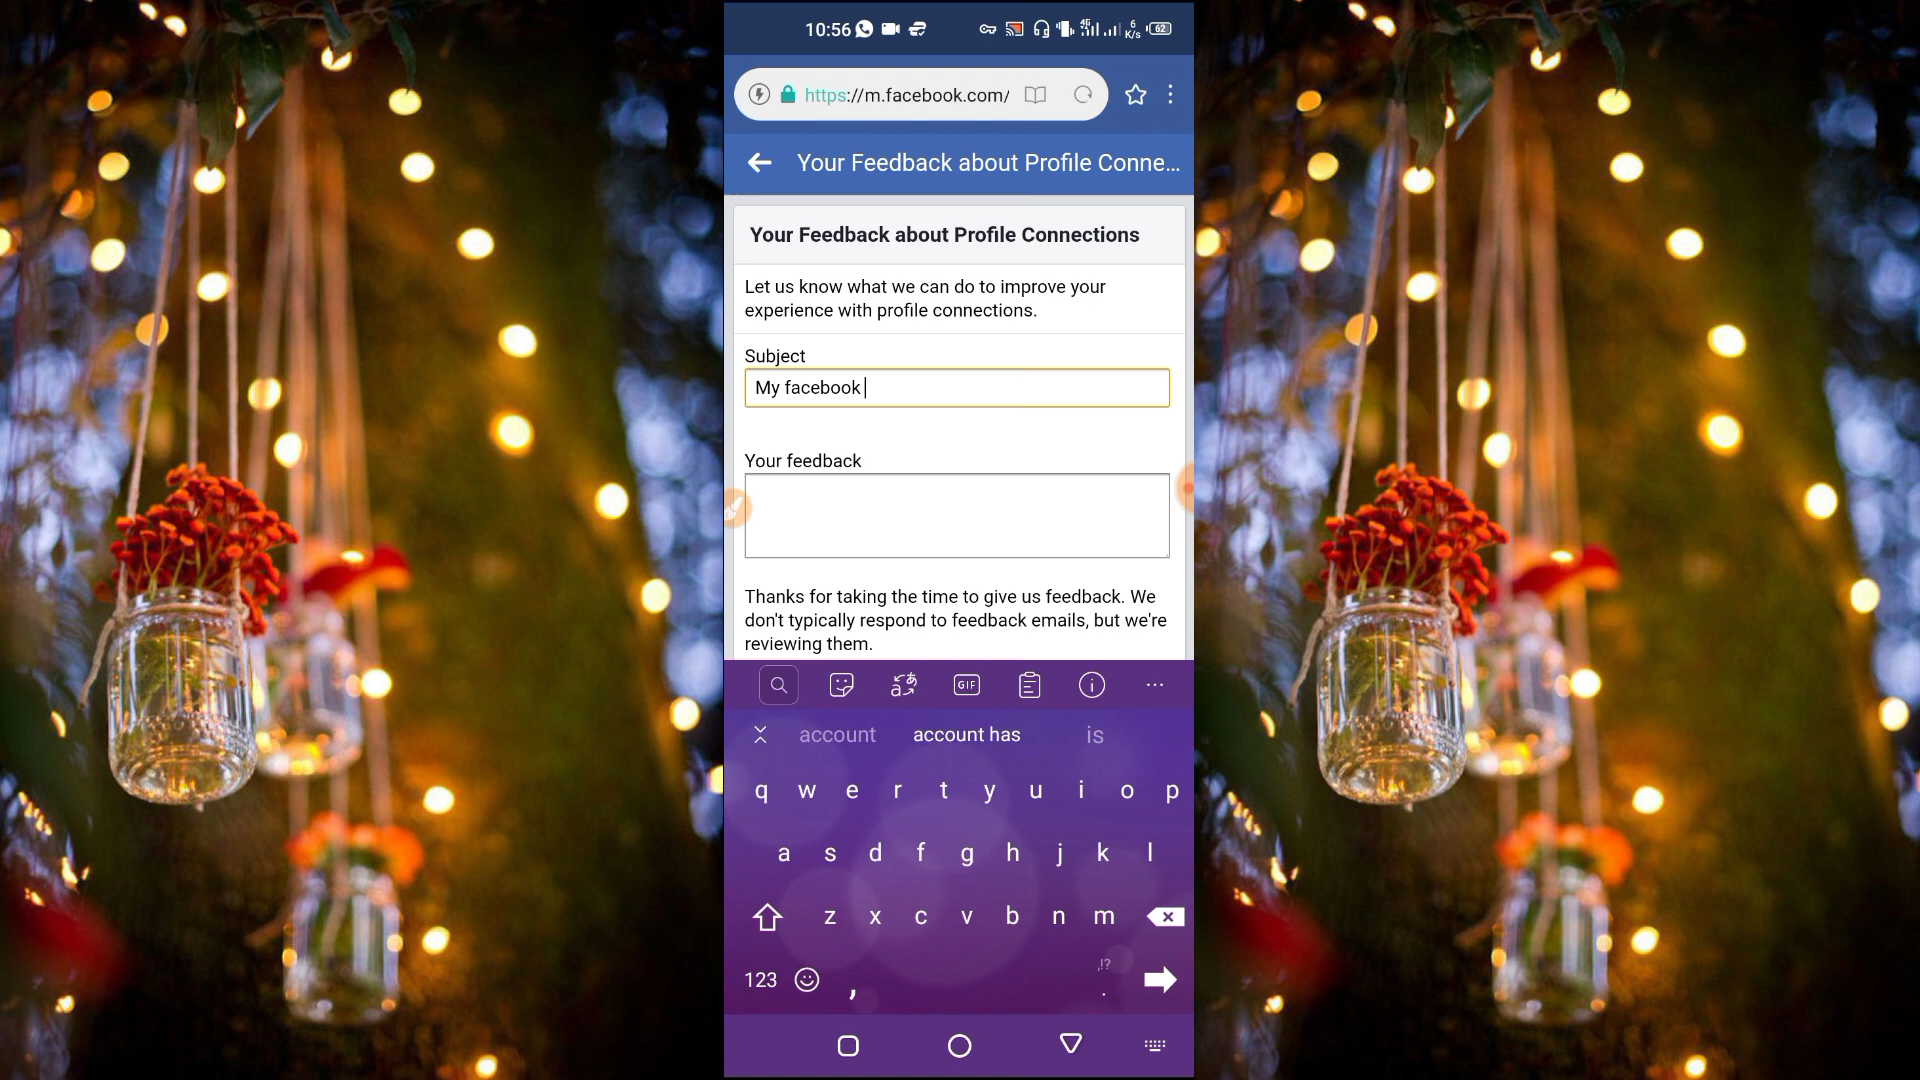 10:56
4G
6
K/s
62
https://m.facebook.com/
Your Feedback about Profile Conne...
Your Feedback about Profile Connections
Let us know what we can do to improve your
experience with profile connections.
Subject
My facebook
Your feedback
Thanks for taking the time to give us feedback. We
don't typically respond to feedback emails, but we're
reviewing them.
GIF
account account has is
q w e r t y u i o p
a s d f g h j k l
z x c v b n m
,!?
123 , .